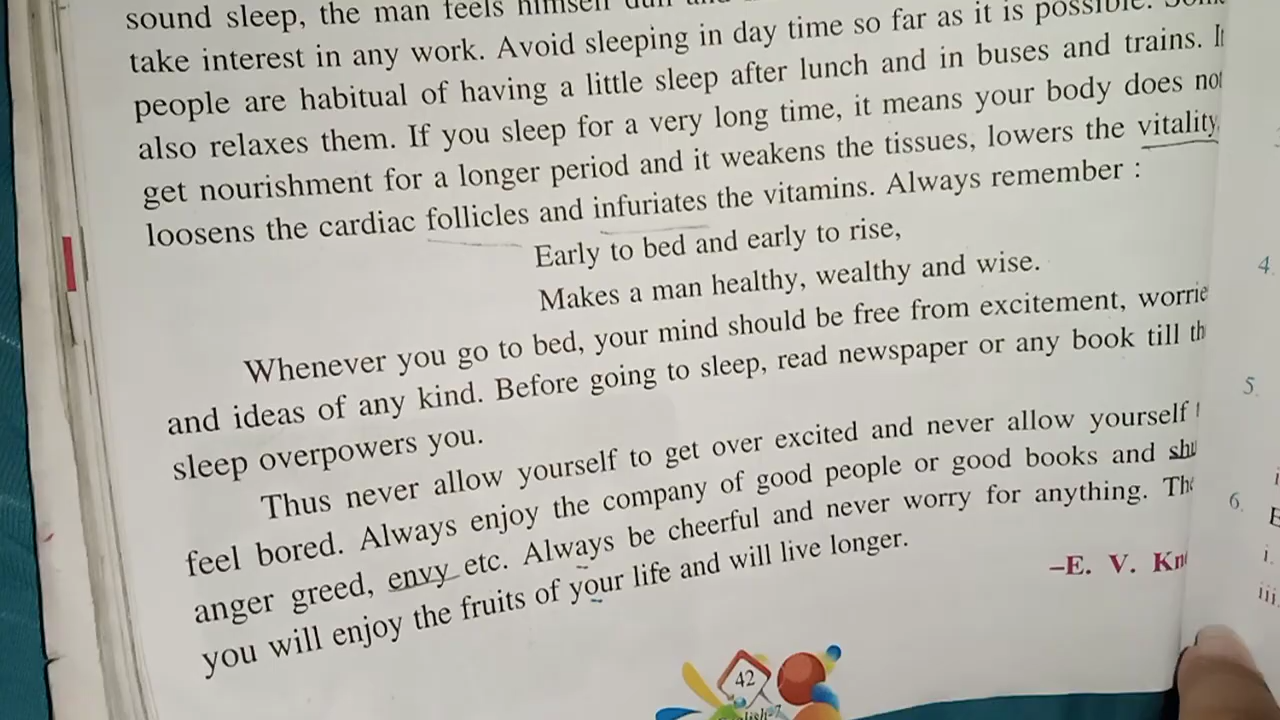 sound sleep, the man feels himself dull and
take interest in any work. Avoid sleeping in day time so far as it is possible. Some
people are habitual of having a little sleep after lunch and in buses and trains. It
also relaxes them. If you sleep for a very long time, it means your body does not
get nourishment for a longer period and it weakens the tissues, lowers the vitality,
loosens the cardiac follicles and infuriates the vitamins. Always remember :
Early to bed and early to rise,
Makes a man healthy, wealthy and wise.
Whenever you go to bed, your mind should be free from excitement,
and ideas of any kind. Before going to sleep, read newspaper or any book till
sleep overpowers you.
Thus never allow yourself to get over excited and never allow yourself
feel bored. Always enjoy the company of good people or good books and
anger greed, envy etc. Always be cheerful and never worry for anything.
you will enjoy the fruits of your life and will live longer.
–E. V.
42
4.
5.
6.
i.
iii.